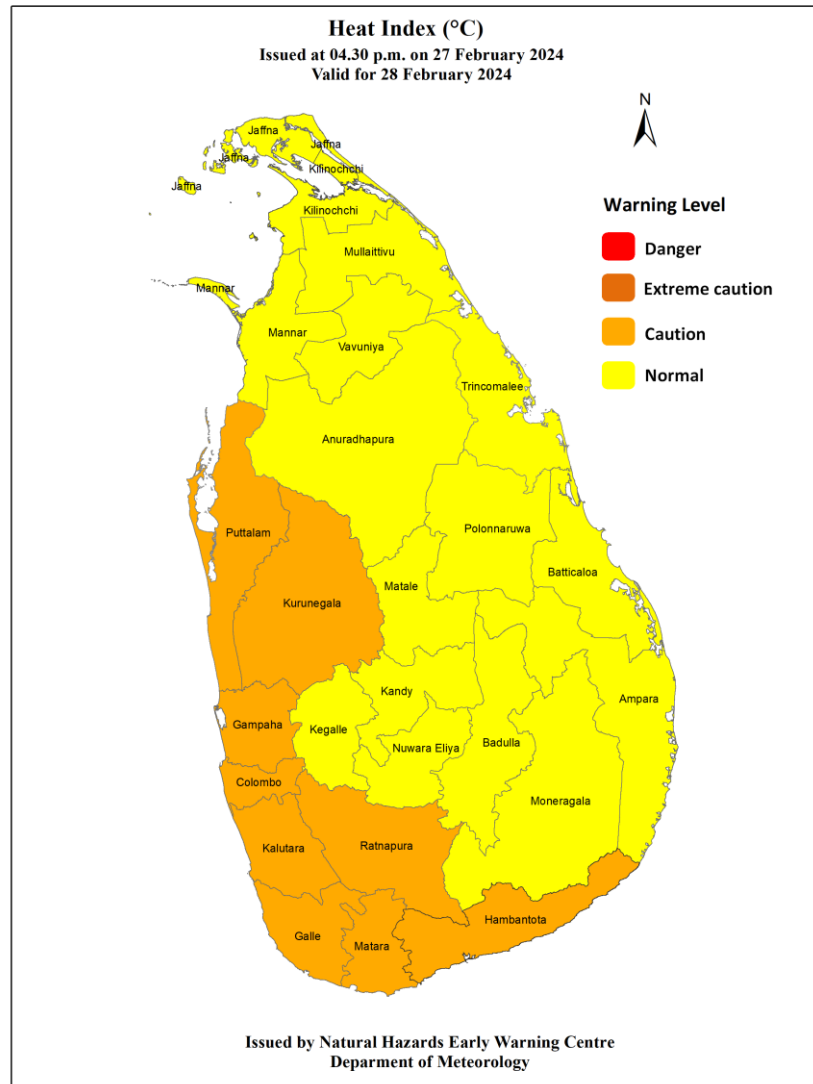 Heat Index (°C)
Issued at 04.30 p.m. on 27 February 2024
Valid for 28 February 2024
N
Jaffna
Jaffna
Jaffna
Kilinochchi
Jaffna
Kilinochchi
Mullaittivu
Mannar
Mannar
Vavuniya
Trincomalee
Anuradhapura
Puttalam
Polonnaruwa
Batticaloa
Matale
Kurunegala
Kandy
Ampara
Gampaha
Kegalle
Nuwara Eliya
Badulla
Colombo
Moneragala
Kalutara
Ratnapura
Hambantota
Galle
Matara
Warning Level
Danger
Extreme caution
Caution
Normal
Issued by Natural Hazards Early Warning Centre
Deparment of Meteorology